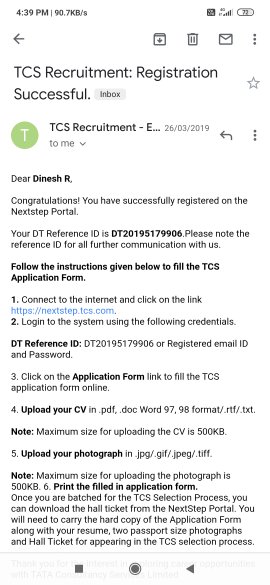 4:39 PM | 90.7KB/s
72
TCS Recruitment: Registration
Successful. Inbox
T
TCS Recruitment - E... 26/03/2019
to me
Dear Dinesh R,
Congratulations! You have successfully registered on the
Nextstep Portal.
Your DT Reference ID is DT20195179906.Please note the
reference ID for all further communication with us.
Follow the instructions given below to fill the TCS
Application Form.
1. Connect to the internet and click on the link
https://nextstep.tcs.com.
2. Login to the system using the following credentials.
DT Reference ID: DT20195179906 or Registered email ID
and Password.
3. Click on the Application Form link to fill the TCS
application form online.
4. Upload your CV in .pdf, .doc Word 97, 98 format/.rtf/.txt.
Note: Maximum size for uploading the CV is 500KB.
5. Upload your photograph in .jpg/.gif/.jpeg/.tiff.
Note: Maximum size for uploading the photograph is
500KB. 6. Print the filled in application form.
Once you are batched for the TCS Selection Process, you
can download the hall ticket from the NextStep Portal. You
will need to carry the hard copy of the Application Form
along with your resume, two passport size photographs
and Hall Ticket for appearing in the TCS selection process.
Thank you for your interest in exploring career opportunities
with TATA Consultancy Services Limited